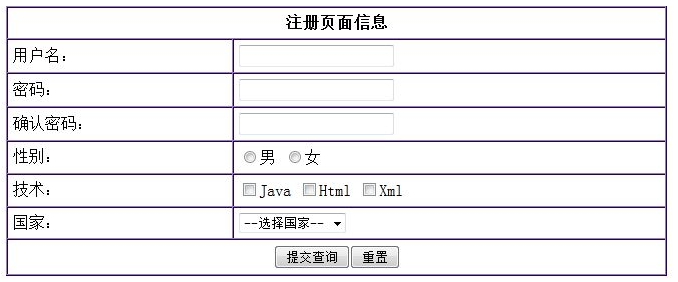 注册页面信息
用户名：
密码：
确认密码：
性别： 男 女
技术： Java Html Xml
国家： --选择国家--
提交查询 重置